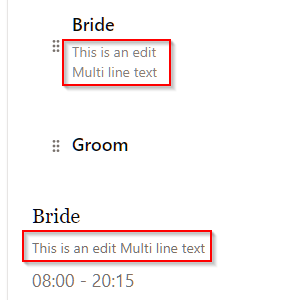 Bride
This is an edit
Multi line text
Groom
Bride
This is an edit Multi line text
08:00 - 20:15